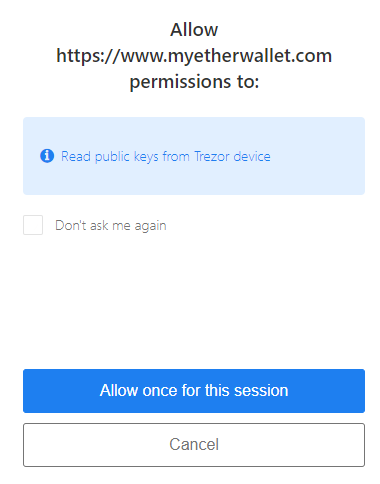 Allow
https://www.myetherwallet.com
permissions to:
Read public keys from Trezor device
Don't ask me again
Allow once for this session
Cancel